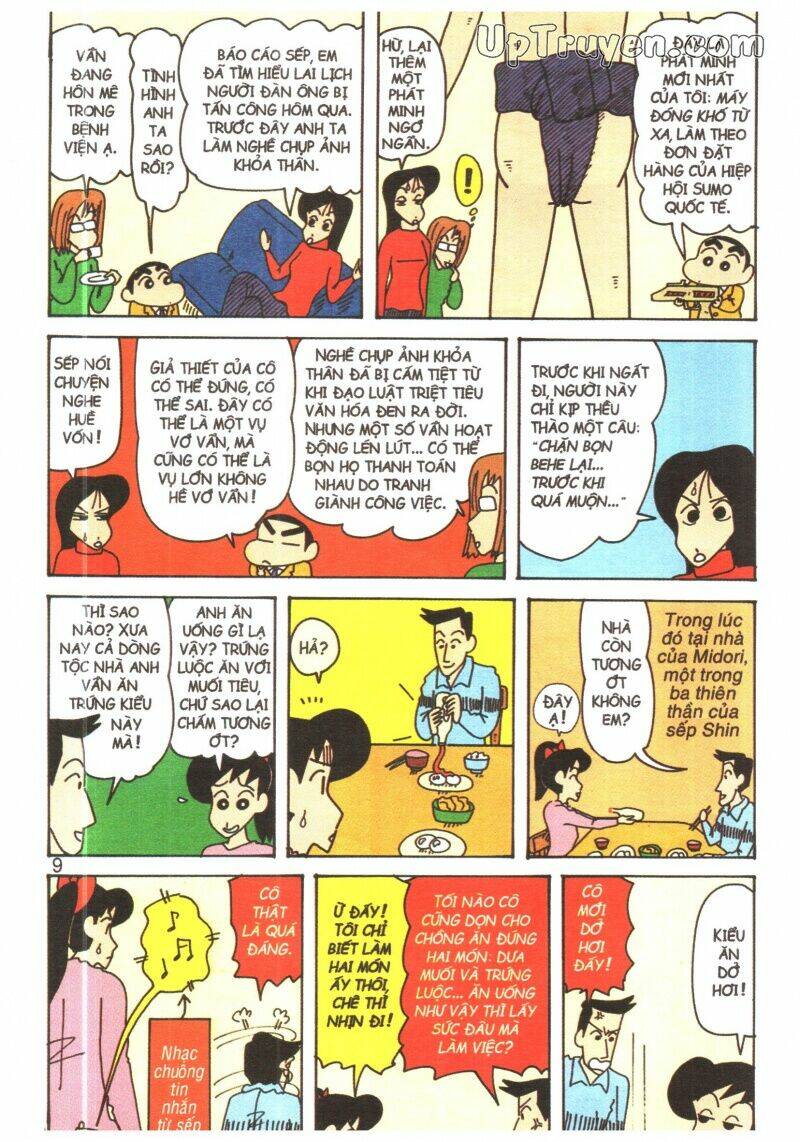 UpTruyen.com
ĐÂY LÀ
PHÁT MINH
MỚI NHẤT
CỦA TÔI: MÁY
ĐÓNG KHỐ TỪ
XA, LÀM THEO
ĐƠN ĐẶT
HÀNG CỦA HIỆP
HỘI SUMO
QUỐC TẾ.
HỪ, LẠI
THÊM
MỘT
PHÁT
MINH
NGỚ
NGẨN.
!
BÁO CÁO SẾP, EM
ĐÃ TÌM HIỂU LAI LỊCH
NGƯỜI ĐÀN ÔNG BỊ
TẤN CÔNG HÔM QUA.
TRƯỚC ĐÂY ANH TA
LÀM NGHỀ CHỤP ẢNH
KHỎA THÂN.
TÌNH
HÌNH
ANH
TA
SAO
RỒI?
VẪN
ĐANG
HÔN MÊ
TRONG
BỆNH
VIỆN Ạ.
TRƯỚC KHI NGẤT
ĐI, NGƯỜI NÀY
CHỈ KỊP THỀU
THÀO MỘT CÂU:
"CHẶN BỌN
BEHE LẠI...
TRƯỚC KHI
QUÁ MUỘN..."
NGHỀ CHỤP ẢNH KHỎA
THÂN ĐÃ BỊ CẤM TIỆT TỪ
KHI ĐẠO LUẬT TRIỆT TIÊU
VĂN HÓA ĐEN RA ĐỜI.
NHƯNG MỘT SỐ VẪN HOẠT
ĐỘNG LÉN LÚT... CÓ THỂ
BỌN HỌ THANH TOÁN
NHAU DO TRANH
GIÀNH CÔNG VIỆC.
GIẢ THIẾT CỦA CÔ
CÓ THỂ ĐÚNG, CÓ
THỂ SAI. ĐÂY CÓ
THỂ LÀ MỘT VỤ
VỚ VẨN, MÀ
CŨNG CÓ THỂ LÀ
VỤ LỚN KHÔNG
HỀ VỚ VẨN!
SẾP NÓI
CHUYỆN
NGHE
HUỀ
VỐN!
Trong lúc
đó tại nhà
của Midori,
một trong
ba thiên
thần của
sếp Shin
NHÀ
CÒN
TƯƠNG
ỚT
KHÔNG
EM?
ĐÂY
Ạ!
HẢ?
ANH ĂN
UỐNG GÌ LẠ
VẬY? TRỨNG
LUỘC ĂN VỚI
MUỐI TIÊU,
CHỨ SAO LẠI
CHẤM TƯƠNG
ỚT?
THÌ SAO
NÀO? XƯA
NAY CẢ DÒNG
TỘC NHÀ ANH
VẪN ĂN
TRỨNG KIỂU
NÀY
MÀ!
9
KIỂU
ĂN DỞ
HƠI!
CÔ
MỚI
DỞ
HƠI
ĐẤY!
TỐI NÀO CÔ
CŨNG DỌN CHO
CHỒNG ĂN ĐÚNG
HAI MÓN: DƯA
MUỐI VÀ TRỨNG
LUỘC... ĂN UỐNG
NHƯ VẬY THÌ LẤY
SỨC ĐÂU MÀ
LÀM VIỆC?
Ừ ĐẤY!
TÔI CHỈ
BIẾT LÀM
HAI MÓN
ẤY THÔI,
CHÊ THÌ
NHỊN ĐI!
CÔ
THẬT
LÀ QUÁ
ĐÁNG.
Nhạc
chuông
tin
nhắn
từ sếp